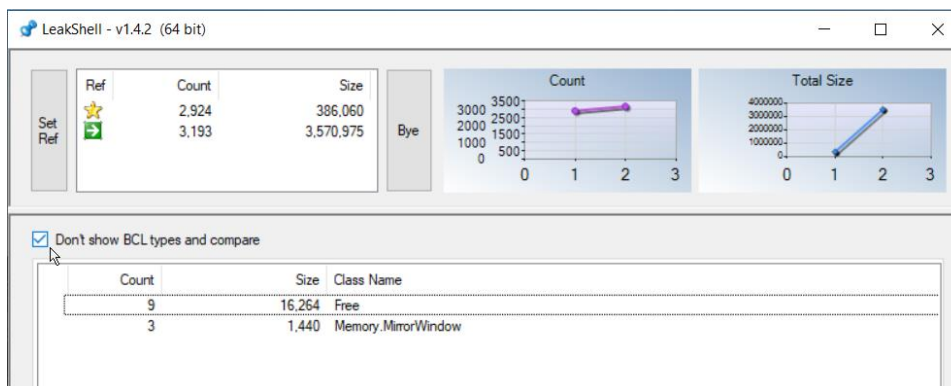 LeakShell - v1.4.2 (64 bit)
Set Ref
Ref Count Size
2,924 386,060
3,193 3,570,975
Bye
Count
3500
3000
2500
2000
1500
1000
500
0
0 1 2 3
Total Size
4000000
3000000
2000000
1000000
0
0 1 2 3
Don't show BCL types and compare
Count Size Class Name
9 16,264 Free
3 1,440 Memory.MirrorWindow